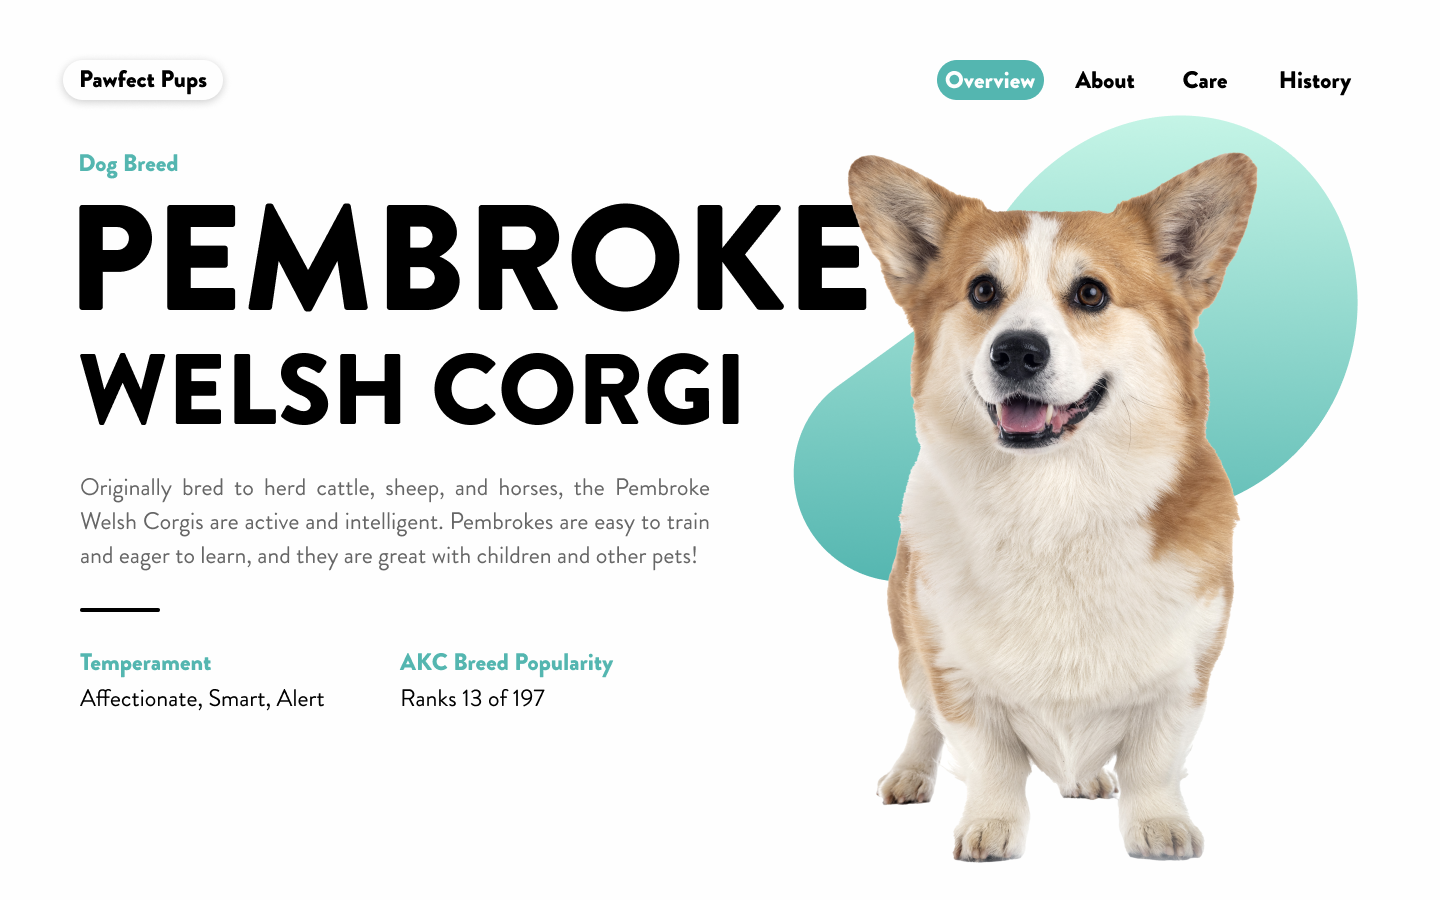 Pawfect Pups
Overview About Care History
Dog Breed
PEMBROKE
WELSH CORGI
Originally bred to herd cattle, sheep, and horses, the Pembroke
Welsh Corgis are active and intelligent. Pembrokes are easy to train
and eager to learn, and they are great with children and other pets!
Temperament
Affectionate, Smart, Alert
AKC Breed Popularity
Ranks 13 of 197